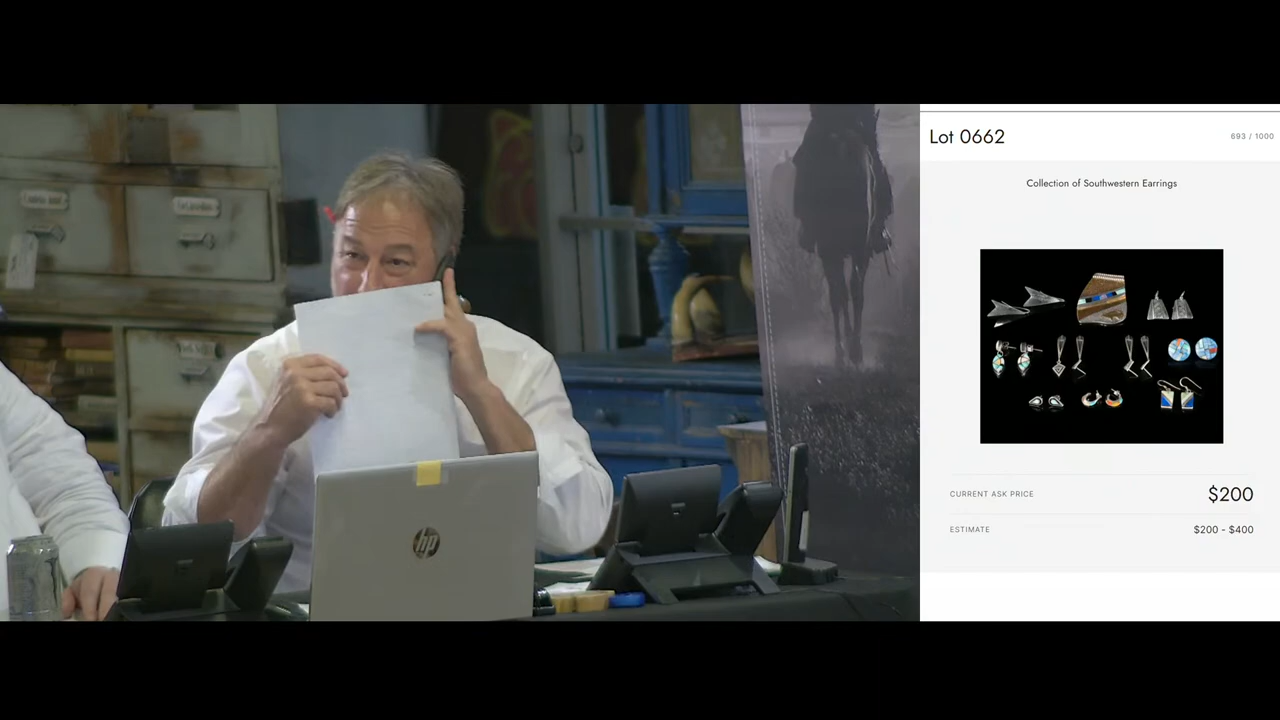 Lot 0662
693 / 1000
Collection of Southwestern Earrings
CURRENT ASK PRICE
$200
ESTIMATE
$200 - $400
hp